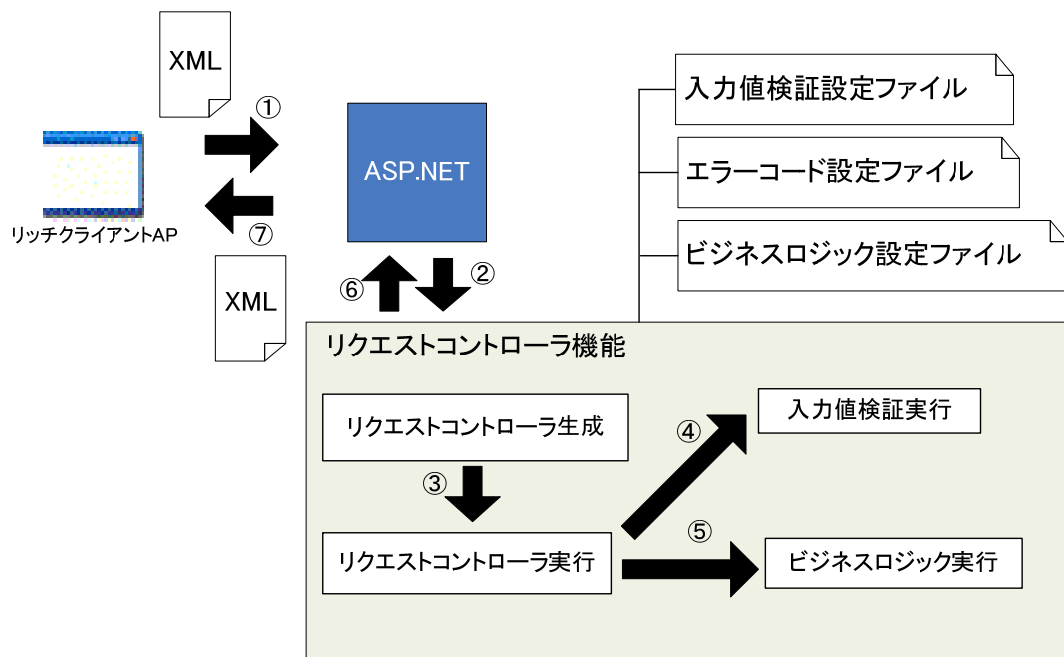 XML
①
リッチクライアントAP
⑦
XML
ASP.NET
⑥
②
入力値検証設定ファイル
エラーコード設定ファイル
ビジネスロジック設定ファイル
リクエストコントローラ機能
リクエストコントローラ生成
③
リクエストコントローラ実行
④
入力値検証実行
⑤
ビジネスロジック実行